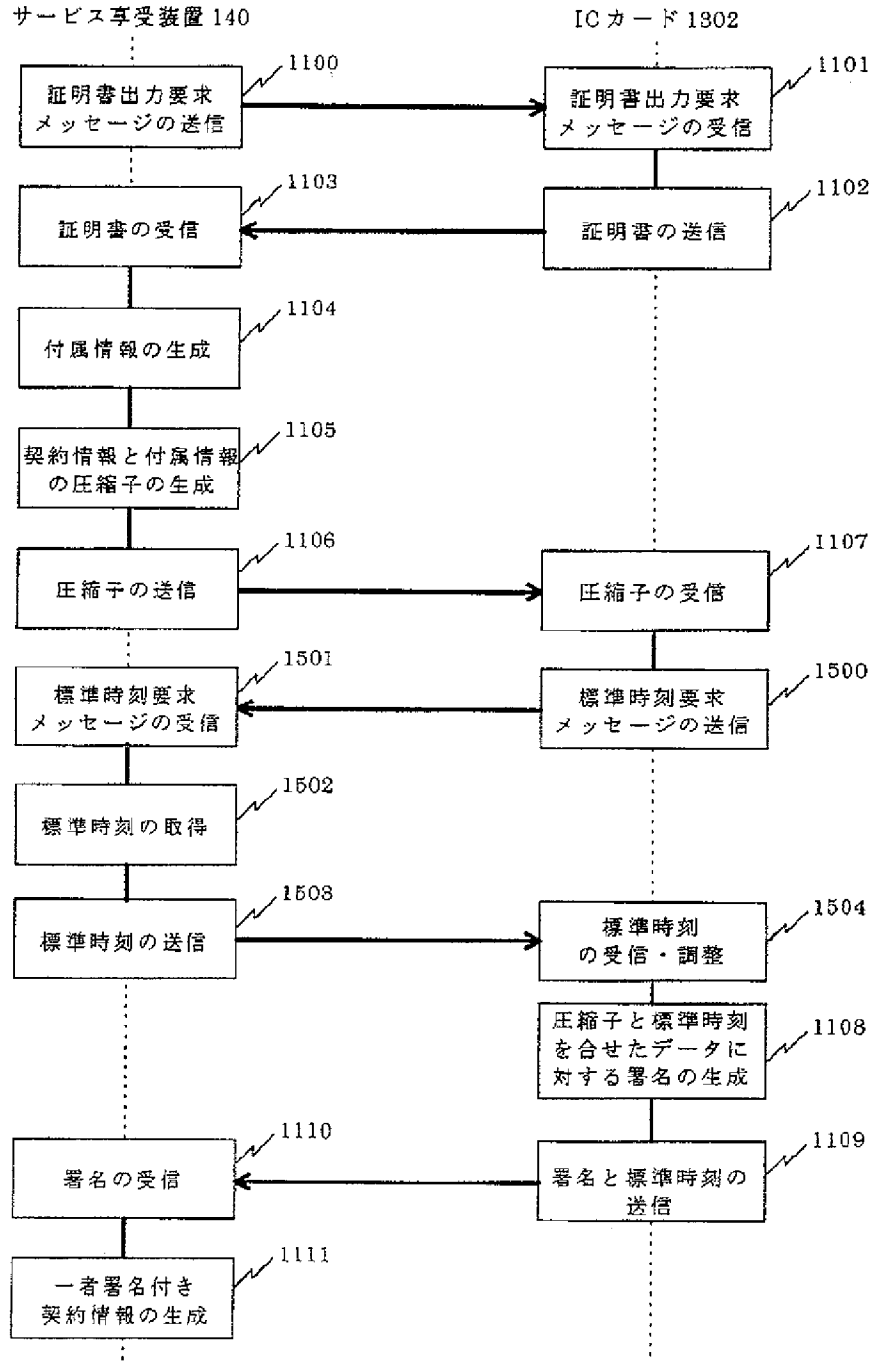 サービス享受装置 140
ICカード 1302
1100
証明書出力要求
メッセージの送信
1101
証明書出力要求
メッセージの受信
1103
証明書の受信
1102
証明書の送信
1104
付属情報の生成
1105
契約情報と付属情報
の圧縮子の生成
1106
圧縮子の送信
1107
圧縮子の受信
1501
標準時刻要求
メッセージの受信
1500
標準時刻要求
メッセージの送信
1502
標準時刻の取得
1503
標準時刻の送信
1504
標準時刻
の受信・調整
圧縮子と標準時刻
を合せたデータに
対する署名の生成
1108
1110
署名の受信
1109
署名と標準時刻の
送信
1111
一者署名付き
契約情報の生成